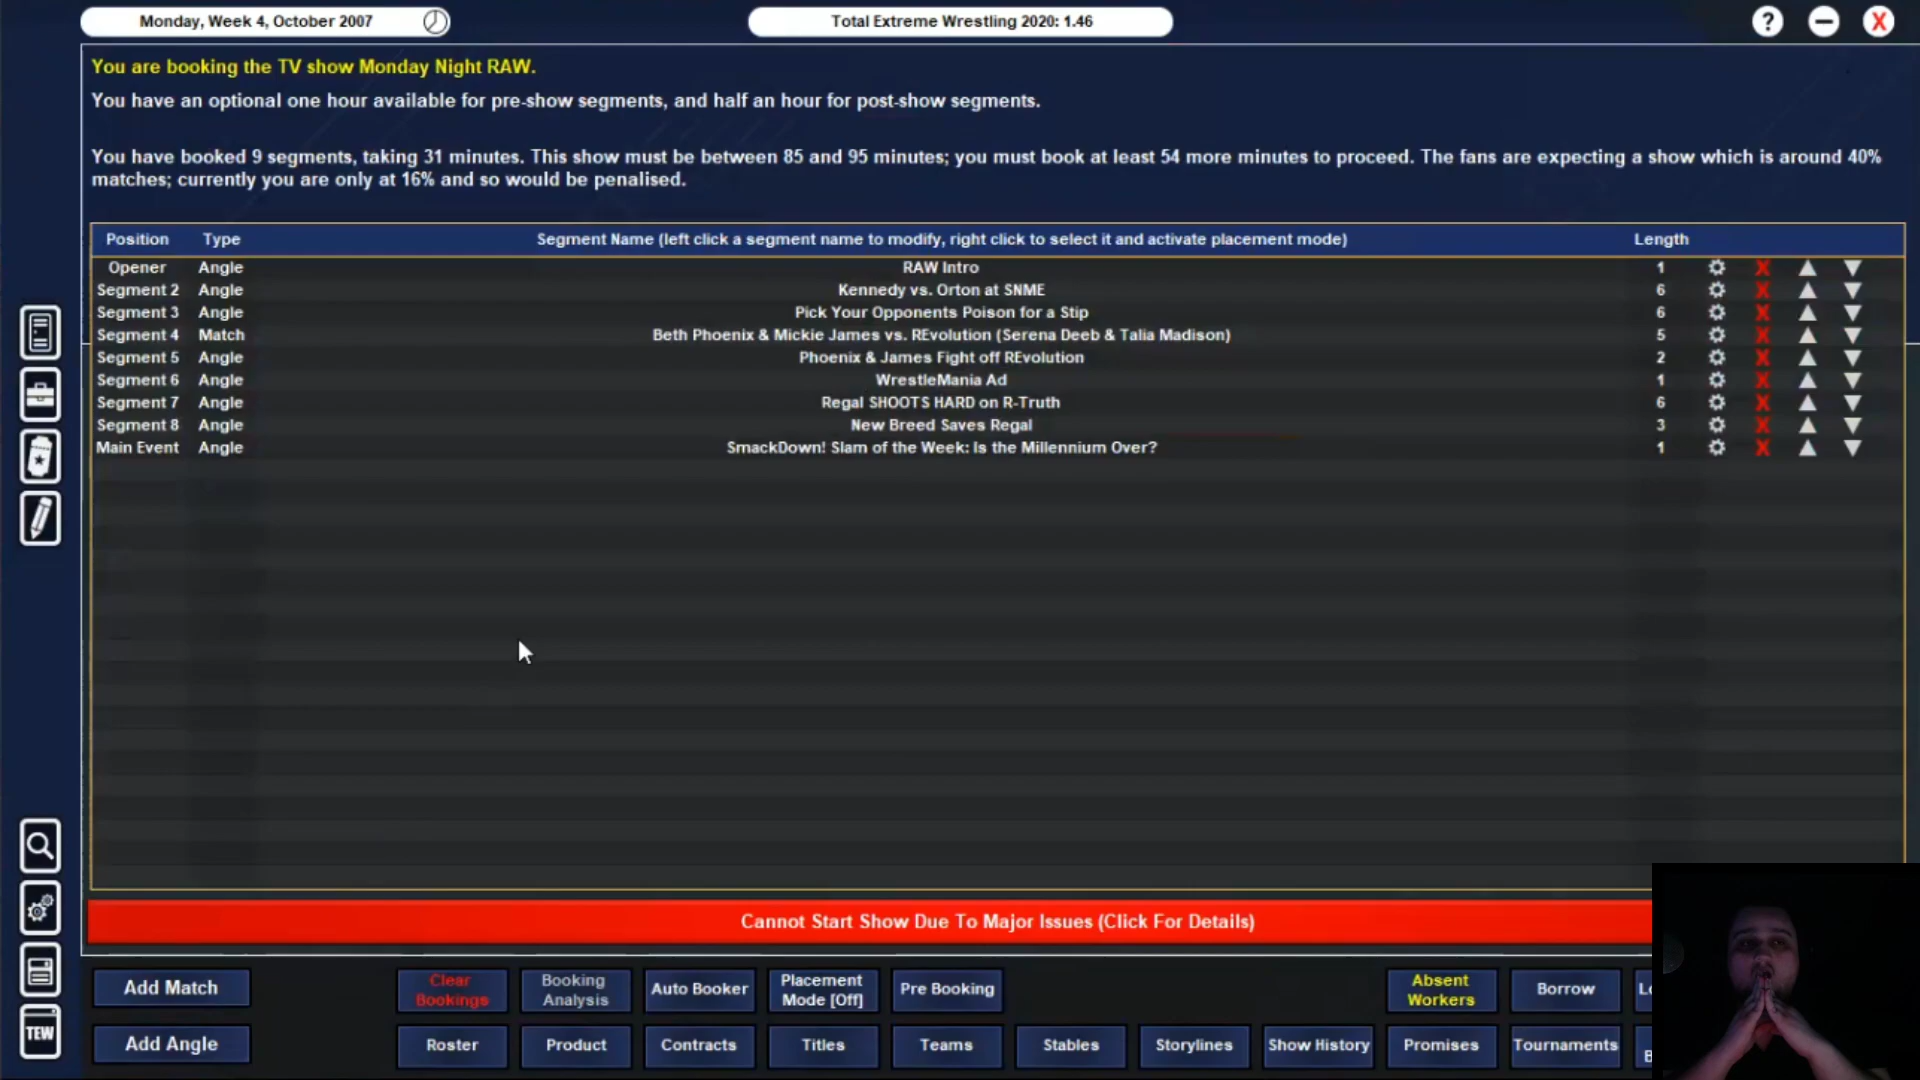 Monday, Week 4, October 2007
Total Extreme Wrestling 2020: 1.46
?
X
You are booking the TV show Monday Night RAW.
You have an optional one hour available for pre-show segments, and half an hour for post-show segments.
You have booked 9 segments, taking 31 minutes. This show must be between 85 and 95 minutes; you must book at least 54 more minutes to proceed. The fans are expecting a show which is around 40%
matches; currently you are only at 16% and so would be penalised.
Position Type Segment Name (left click a segment name to modify, right click to select it and activate placement mode) Length
Opener Angle RAW Intro 1 X
Segment 2 Angle Kennedy vs. Orton at SNME 6 X
Segment 3 Angle Pick Your Opponents Poison for a Stip 6 X
Segment 4 Match Beth Phoenix & Mickie James vs. REvolution (Serena Deeb & Talia Madison) 5 X
Segment 5 Angle Phoenix & James Fight off REvolution 2 X
Segment 6 Angle WrestleMania Ad 1 X
Segment 7 Angle Regal SHOOTS HARD on R-Truth 6 X
Segment 8 Angle New Breed Saves Regal 3 X
Main Event Angle SmackDown! Slam of the Week: Is the Millennium Over? 1 X
Cannot Start Show Due To Major Issues (Click For Details)
Add Match
Clear Bookings
Booking Analysis
Auto Booker
Placement Mode [Off]
Pre Booking
Absent Workers
Borrow
TEW
Add Angle
Roster
Product
Contracts
Titles
Teams
Stables
Storylines
Show History
Promises
Tournaments